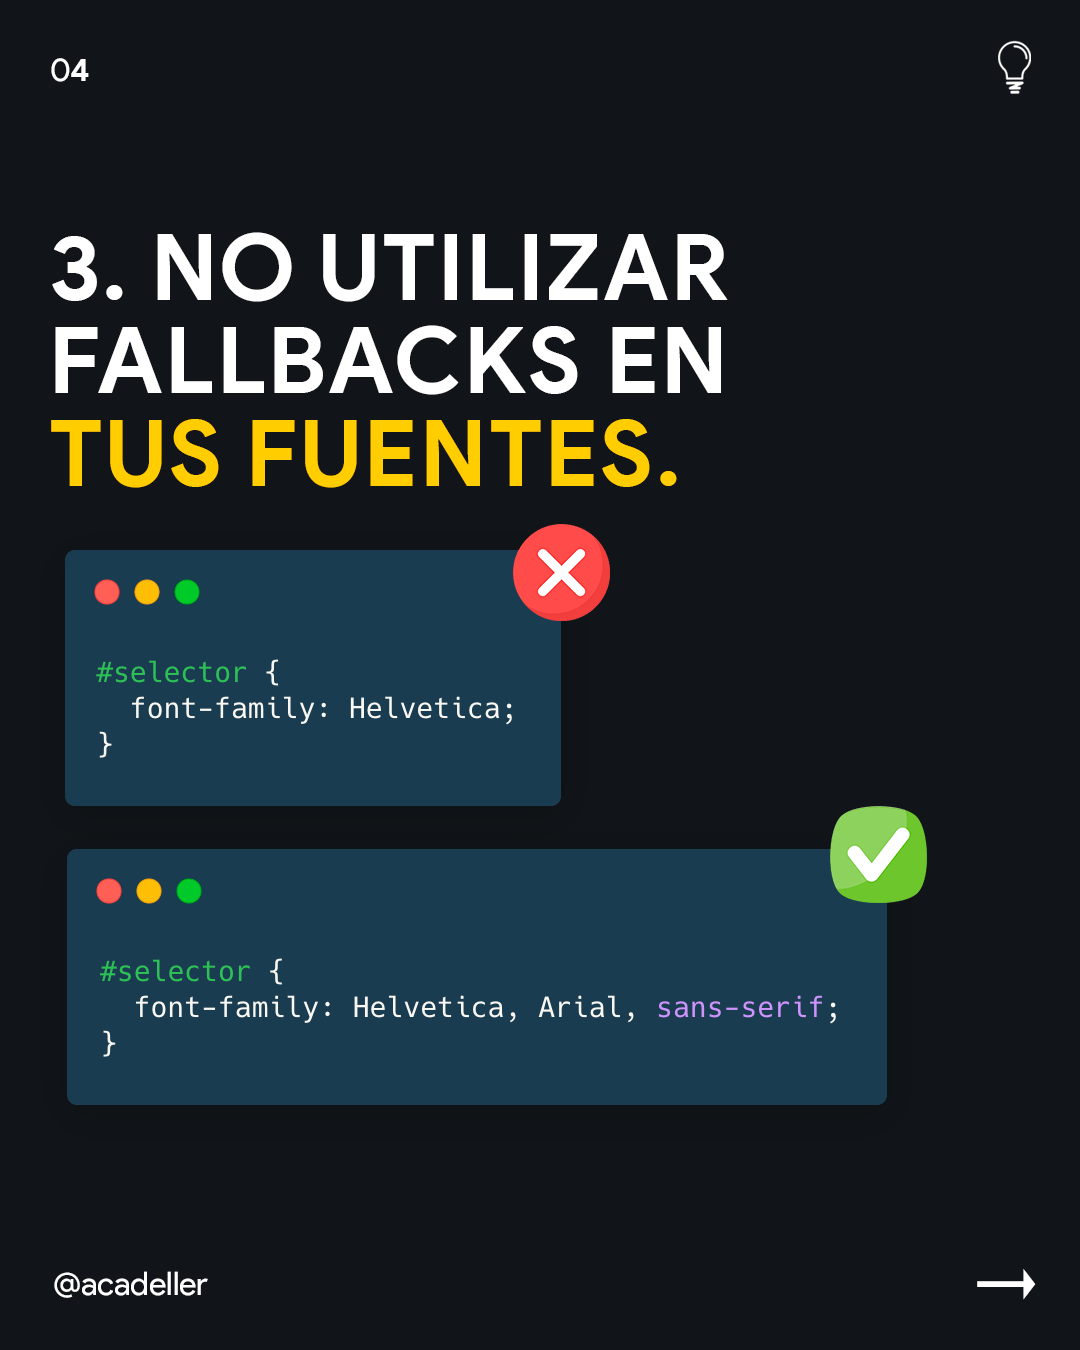 04
3. NO UTILIZAR
FALLBACKS EN
TUS FUENTES.
#selector {
  font-family: Helvetica;
}
#selector {
  font-family: Helvetica, Arial, sans-serif;
}
@acadeller